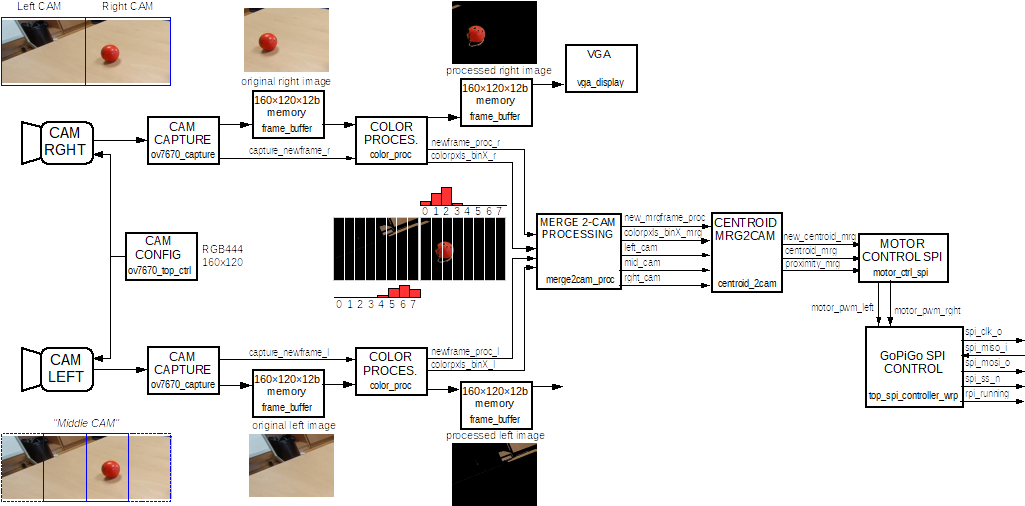 Left CAM
Right CAM
original right image
processed right image
VGA
vga_display
160×120×12b
memory
frame_buffer
160×120×12b
memory
frame_buffer
CAM
RGHT
CAM
CAPTURE
ov7670_capture
capture_newframe_r
COLOR
PROCES.
color_proc
newframe_proc_r
colorpxls_binX_r
0 1 2 3 4 5 6 7
CAM
CONFIG
ov7670_top_ctrl
RGB444
160x120
MERGE 2-CAM
PROCESSING
merge2cam_proc
new_mrgframe_proc
colorpxls_binX_mrg
left_cam
mid_cam
rght_cam
CENTROID
MRG2CAM
centroid_2cam
new_centroid_mrg
centroid_mrg
proximity_mrg
MOTOR
CONTROL SPI
motor_ctrl_spi
0 1 2 3 4 5 6 7
motor_pwm_left
motor_pwm_rght
GoPiGo SPI
CONTROL
top_spi_controller_wrp
spi_clk_o
spi_miso_i
spi_mosi_o
spi_ss_n
rpi_running
CAM
LEFT
CAM
CAPTURE
ov7670_capture
capture_newframe_l
COLOR
PROCES.
color_proc
newframe_proc_l
colorpxls_binX_l
160×120×12b
memory
frame_buffer
160×120×12b
memory
frame_buffer
"Middle CAM"
original left image
processed left image